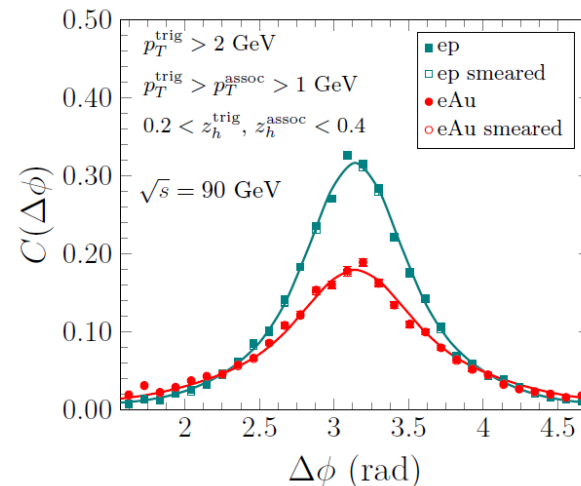 0.50
0.40
0.30
0.20
0.10
0.00
C(Δϕ)
p_T^trig > 2 GeV
p_T^trig > p_T^assoc > 1 GeV
0.2 < z_h^trig, z_h^assoc < 0.4
√s = 90 GeV
ep
ep smeared
eAu
eAu smeared
2 2.5 3 3.5 4 4.5
Δϕ (rad)